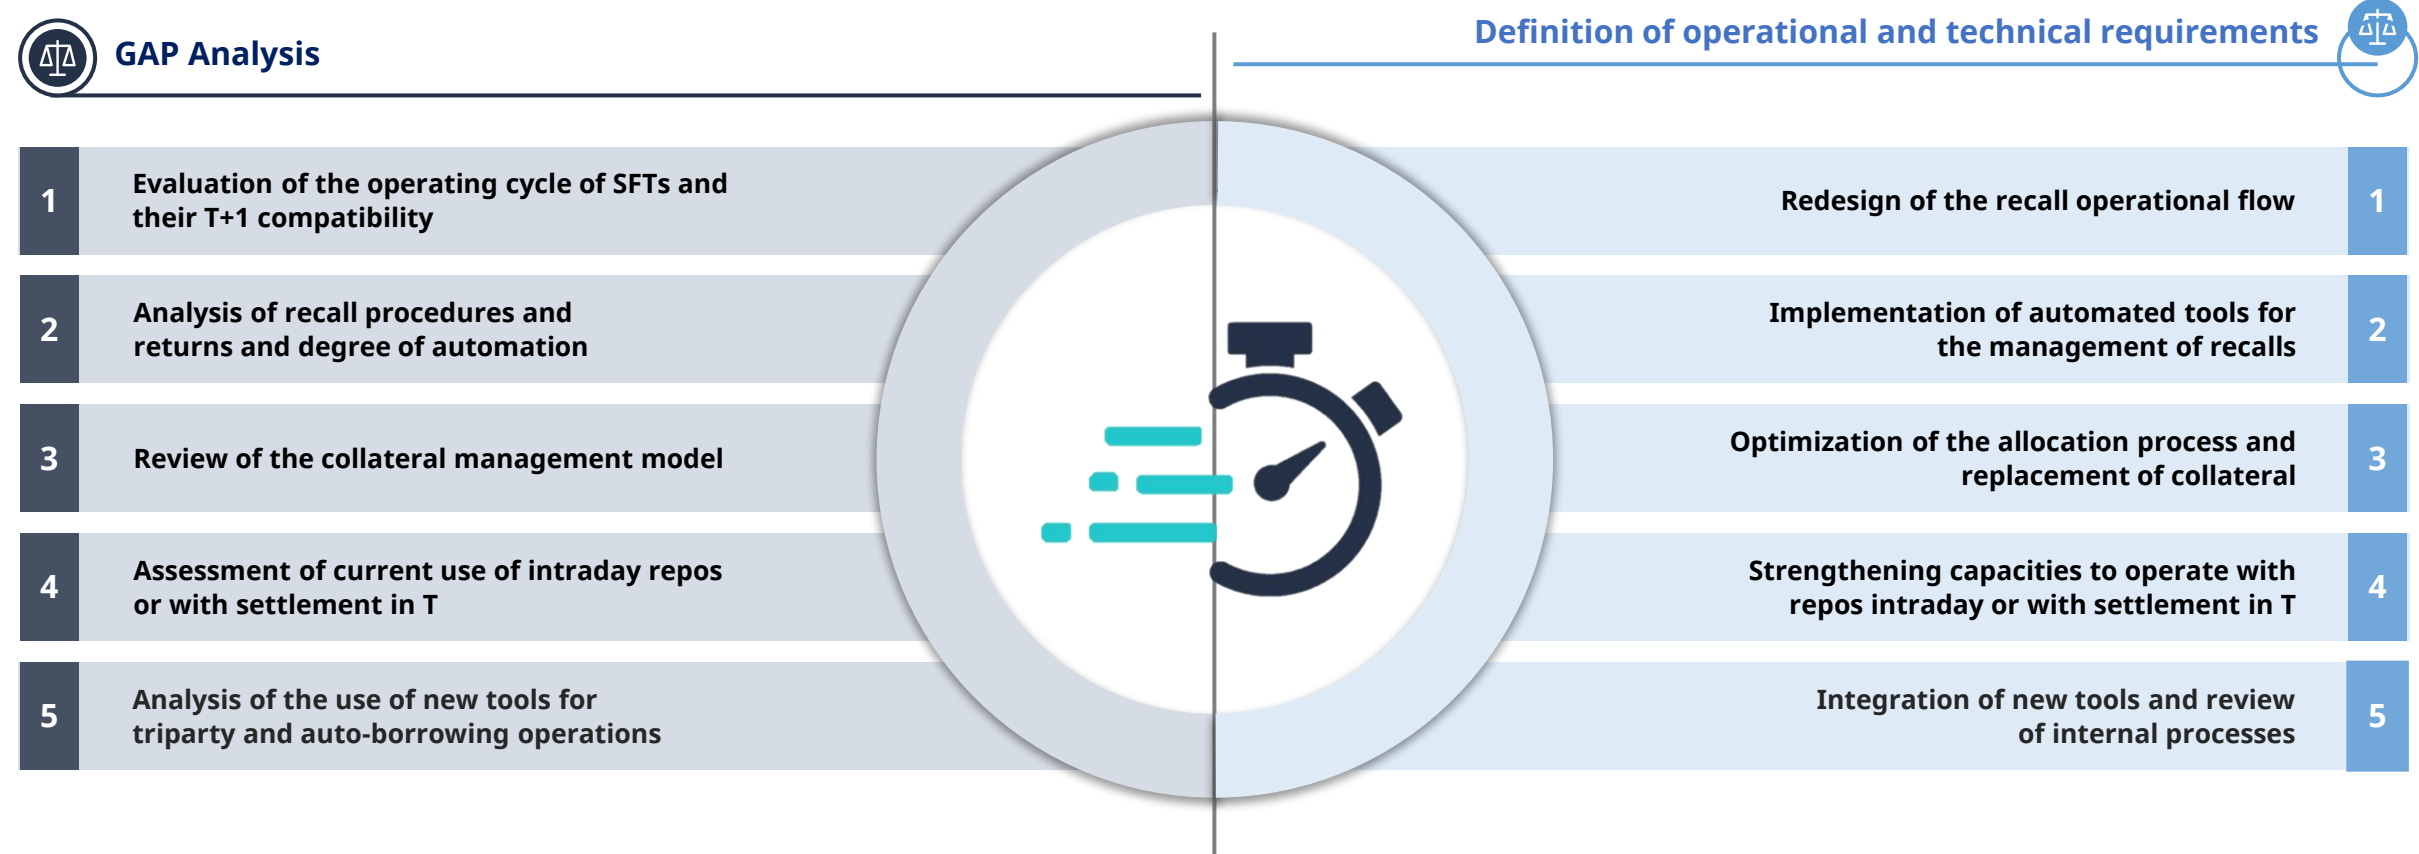 GAP Analysis
1
Evaluation of the operating cycle of SFTs and
their T+1 compatibility
2
Analysis of recall procedures and
returns and degree of automation
3
Review of the collateral management model
4
Assessment of current use of intraday repos
or with settlement in T
5
Analysis of the use of new tools for
triparty and auto-borrowing operations
Definition of operational and technical requirements
Redesign of the recall operational flow
1
Implementation of automated tools for
the management of recalls
2
Optimization of the allocation process and
replacement of collateral
3
Strengthening capacities to operate with
repos intraday or with settlement in T
4
Integration of new tools and review
of internal processes
5